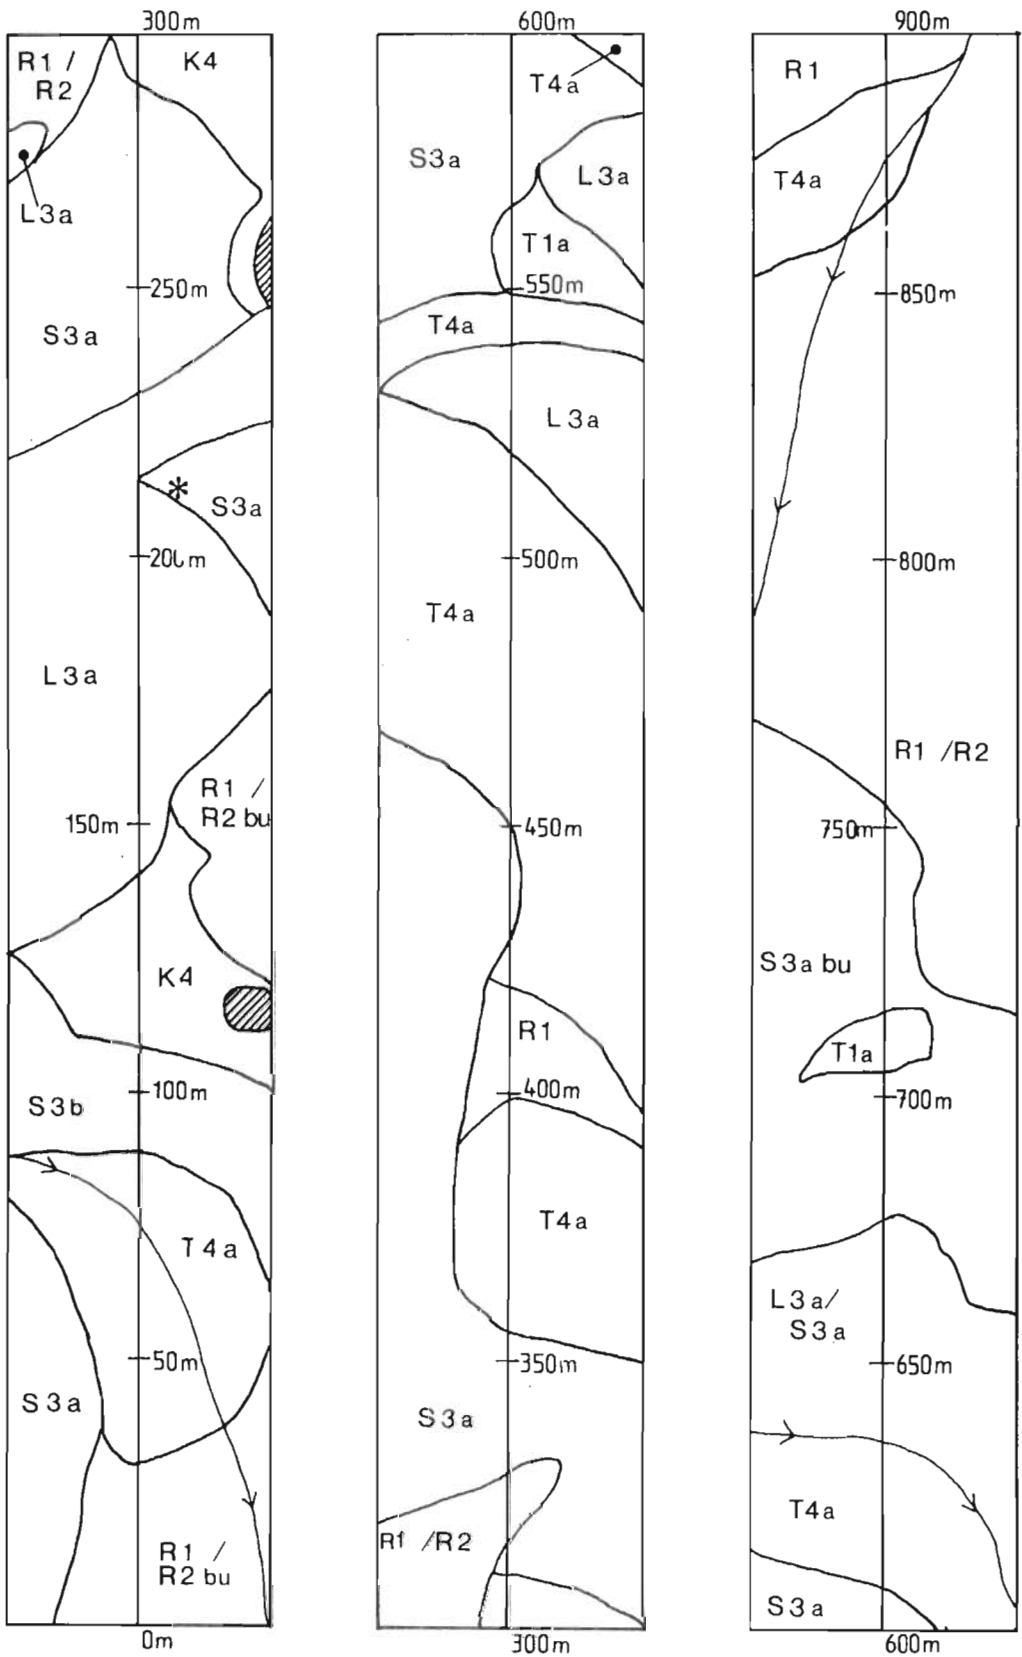 300m
R1 /
R2
K4
L3a
250m
S3a
*
S3a
200m
L3a
R1 /
R2 bu
150m
K4
100m
S3b
T4a
50m
S3a
R1 /
R2 bu
0m
600m
T4a
S3a
L3a
T1a
550m
T4a
L3a
500m
T4a
450m
R1
400m
T4a
350m
S3a
R1 /R2
300m
900m
R1
T4a
850m
800m
R1 /R2
750m
S3a bu
T1a
700m
L3a/
S3a
650m
T4a
S3a
600m